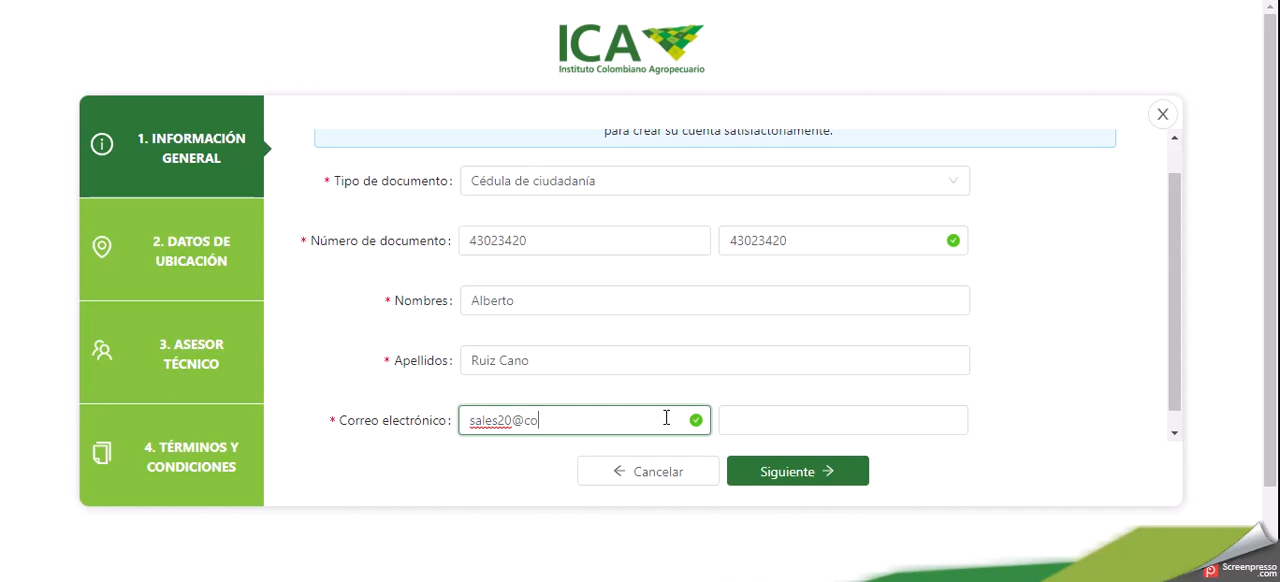 ICA
Instituto Colombiano Agropecuario
1. INFORMACIÓN
GENERAL
X
para crear su cuenta satisfactoriamente.
* Tipo de documento: Cédula de ciudadanía
* Número de documento: 43023420 43023420
* Nombres: Alberto
* Apellidos: Ruiz Cano
* Correo electrónico: sales20@co
2. DATOS DE
UBICACIÓN
3. ASESOR
TÉCNICO
4. TÉRMINOS Y
CONDICIONES
← Cancelar Siguiente →
Screenpresso
.com